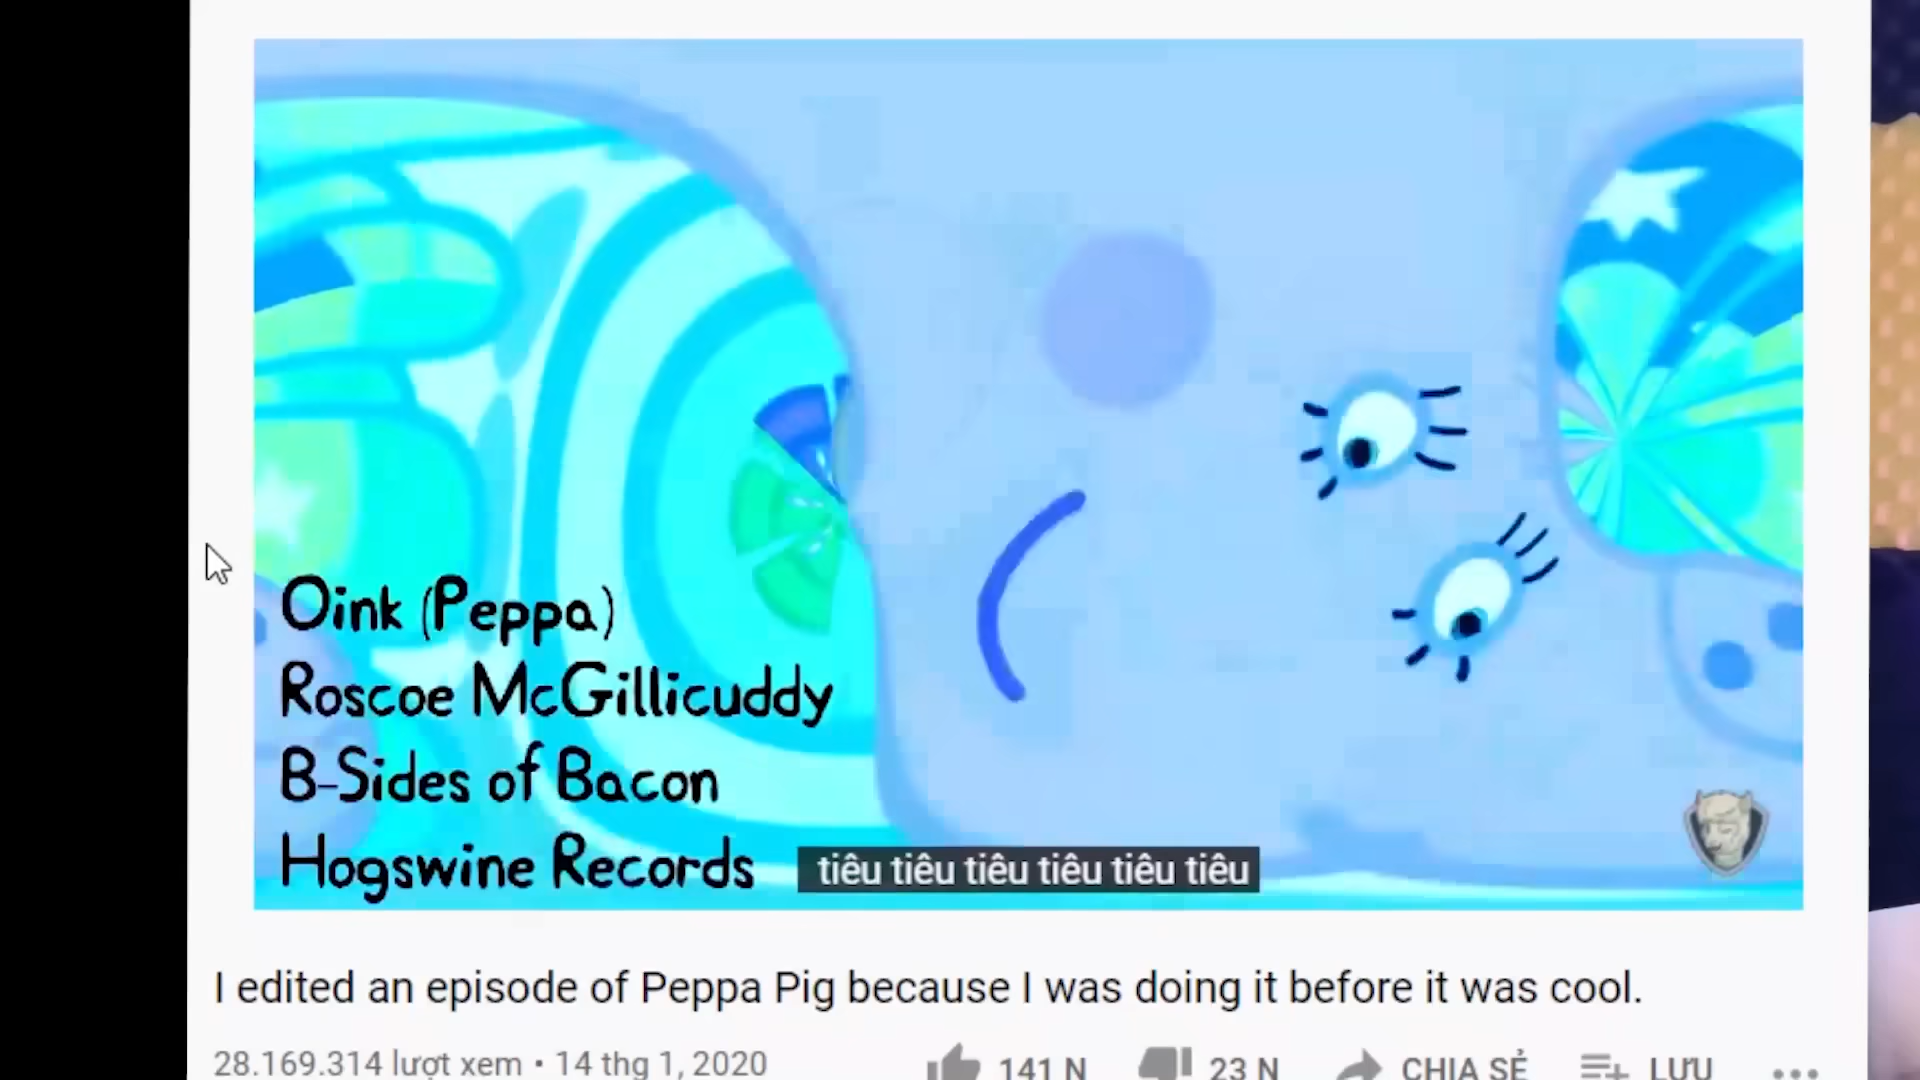 Oink (Peppa)
Roscoe McGillicuddy
B-Sides of Bacon
Hogswine Records
tiêu tiêu tiêu tiêu tiêu tiêu
I edited an episode of Peppa Pig because I was doing it before it was cool.
28.169.314 lượt xem • 14 thg 1, 2020
141 N
23 N
CHIA SẺ
LƯU